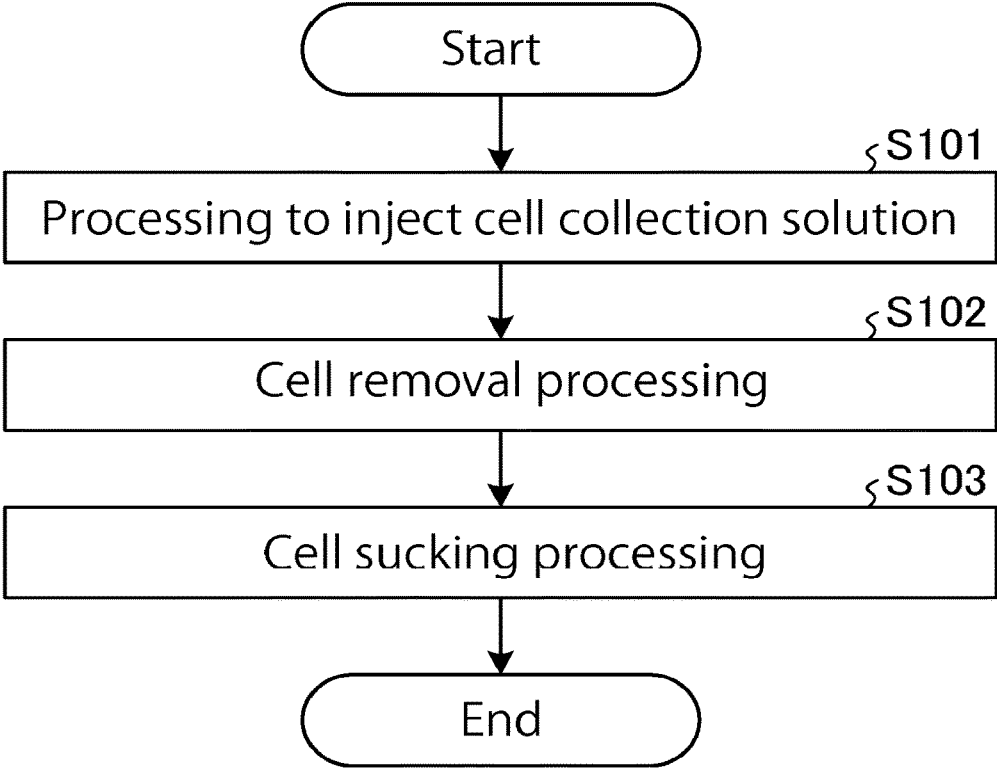 Start
S101
Processing to inject cell collection solution
S102
Cell removal processing
S103
Cell sucking processing
End